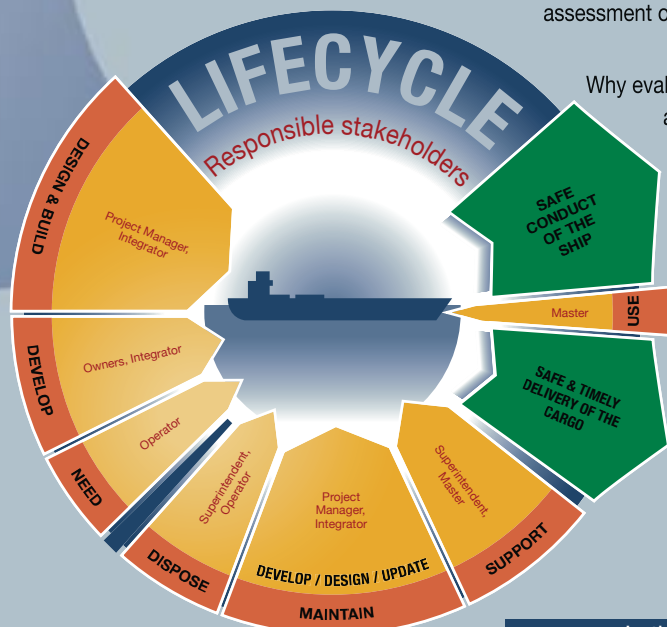 assessment o
Why eval
a
LIFECYCLE
Responsible stakeholders
DESIGN & BUILD
Project Manager,
Integrator
SAFE
CONDUCT
OF THE
SHIP
Master
USE
DEVELOP
Owners, Integrator
SAFE & TIMELY
DELIVERY OF THE
CARGO
NEED
Operator
DISPOSE
Superintendent,
Operator
Project
Manager,
Integrator
DEVELOP / DESIGN / UPDATE
MAINTAIN
Superintendent,
Master
SUPPORT